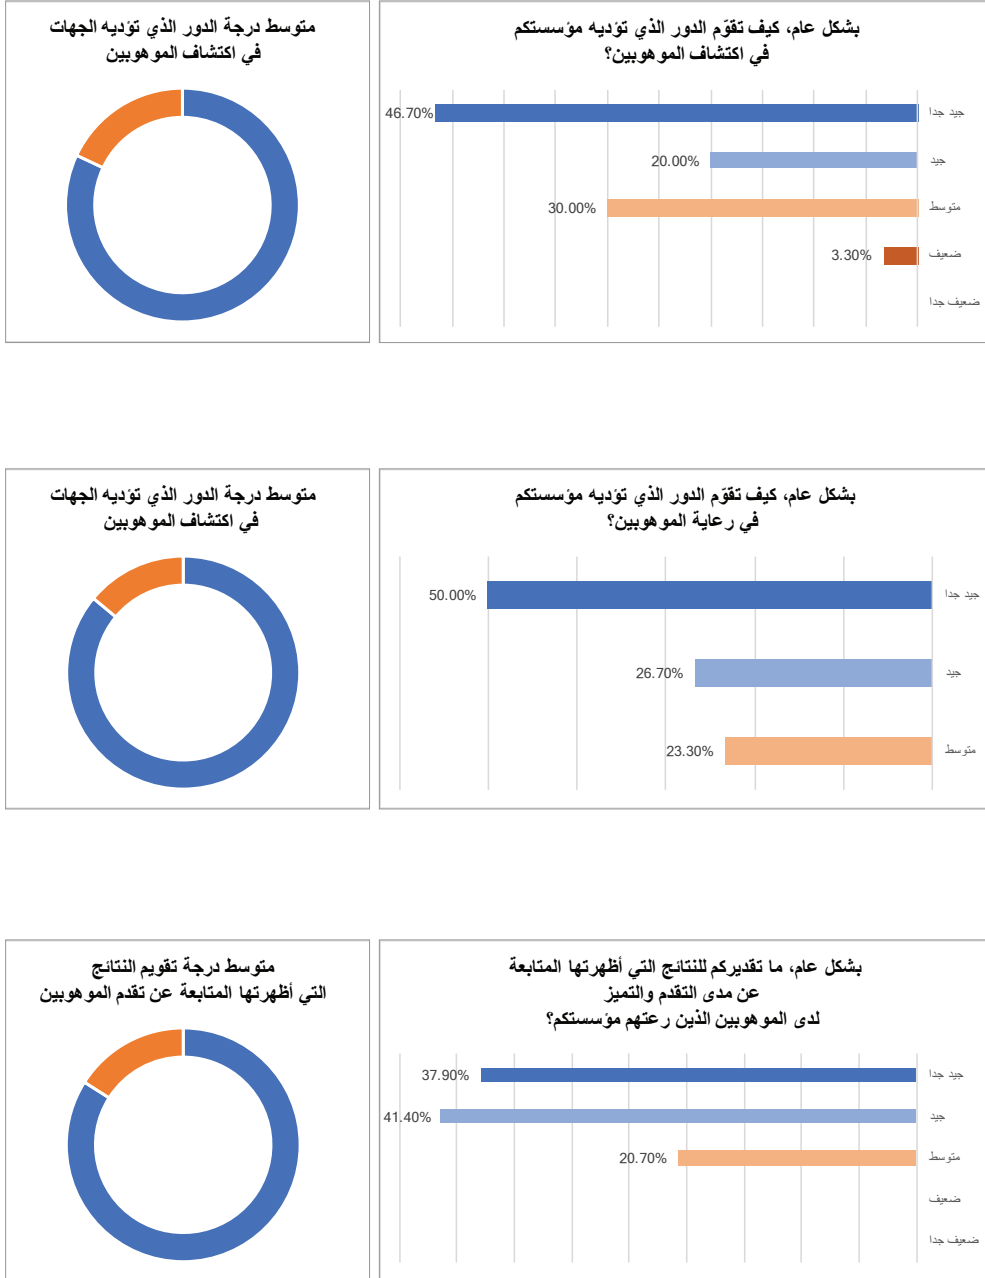 بشكل عام، كيف تقوّم الدور الذي تؤديه مؤسستكم
في اكتشاف الموهوبين؟
جيد جدا
46.70%
جيد
20.00%
متوسط
30.00%
ضعيف
3.30%
ضعيف جدا
متوسط درجة الدور الذي تؤديه الجهات
في اكتشاف الموهوبين
بشكل عام، كيف تقوّم الدور الذي تؤديه مؤسستكم
في رعاية الموهوبين؟
جيد جدا
50.00%
جيد
26.70%
متوسط
23.30%
متوسط درجة الدور الذي تؤديه الجهات
في اكتشاف الموهوبين
بشكل عام، ما تقديركم للنتائج التي أظهرتها المتابعة
عن مدى التقدم والتميز
لدى الموهوبين الذين رعتهم مؤسستكم؟
جيد جدا
37.90%
جيد
41.40%
متوسط
20.70%
ضعيف
ضعيف جدا
متوسط درجة تقويم النتائج
التي أظهرتها المتابعة عن تقدم الموهوبين